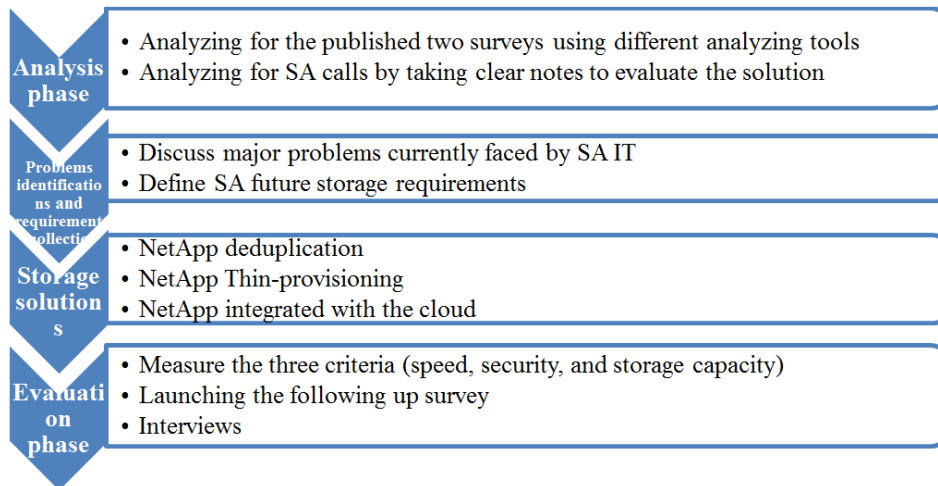 Analysis
phase
• Analyzing for the published two surveys using different analyzing tools
• Analyzing for SA calls by taking clear notes to evaluate the solution
Problems
identificatio
ns and
requirement
collection
• Discuss major problems currently faced by SA IT
• Define SA future storage requirements
Storage
solution
s
• NetApp deduplication
• NetApp Thin-provisioning
• NetApp integrated with the cloud
Evaluati
on
phase
• Measure the three criteria (speed, security, and storage capacity)
• Launching the following up survey
• Interviews